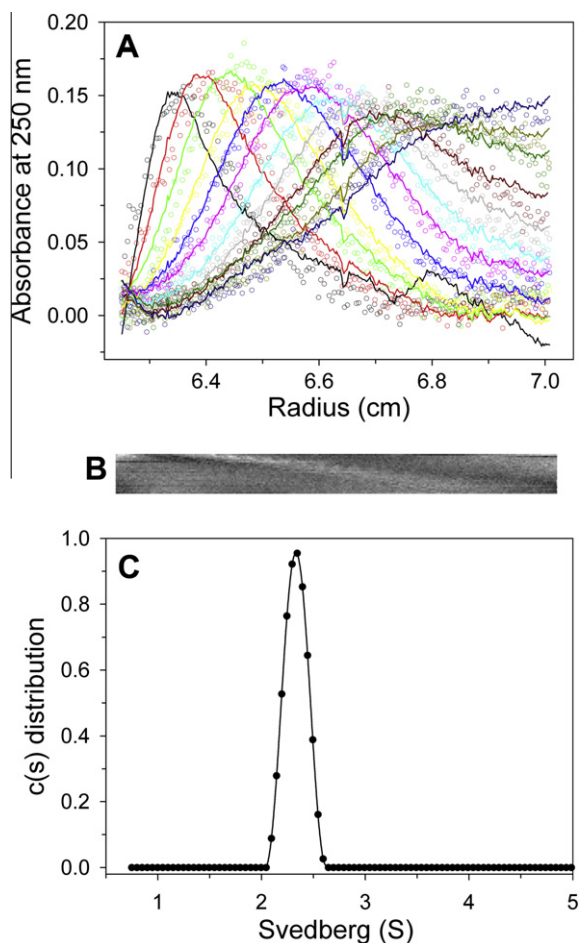 A
Absorbance at 250 nm
0.20
0.15
0.10
0.05
0.00
6.4 6.6 6.8 7.0
Radius (cm)
B
C
c(s) distribution
1.0
0.8
0.6
0.4
0.2
0.0
1 2 3 4 5
Svedberg (S)